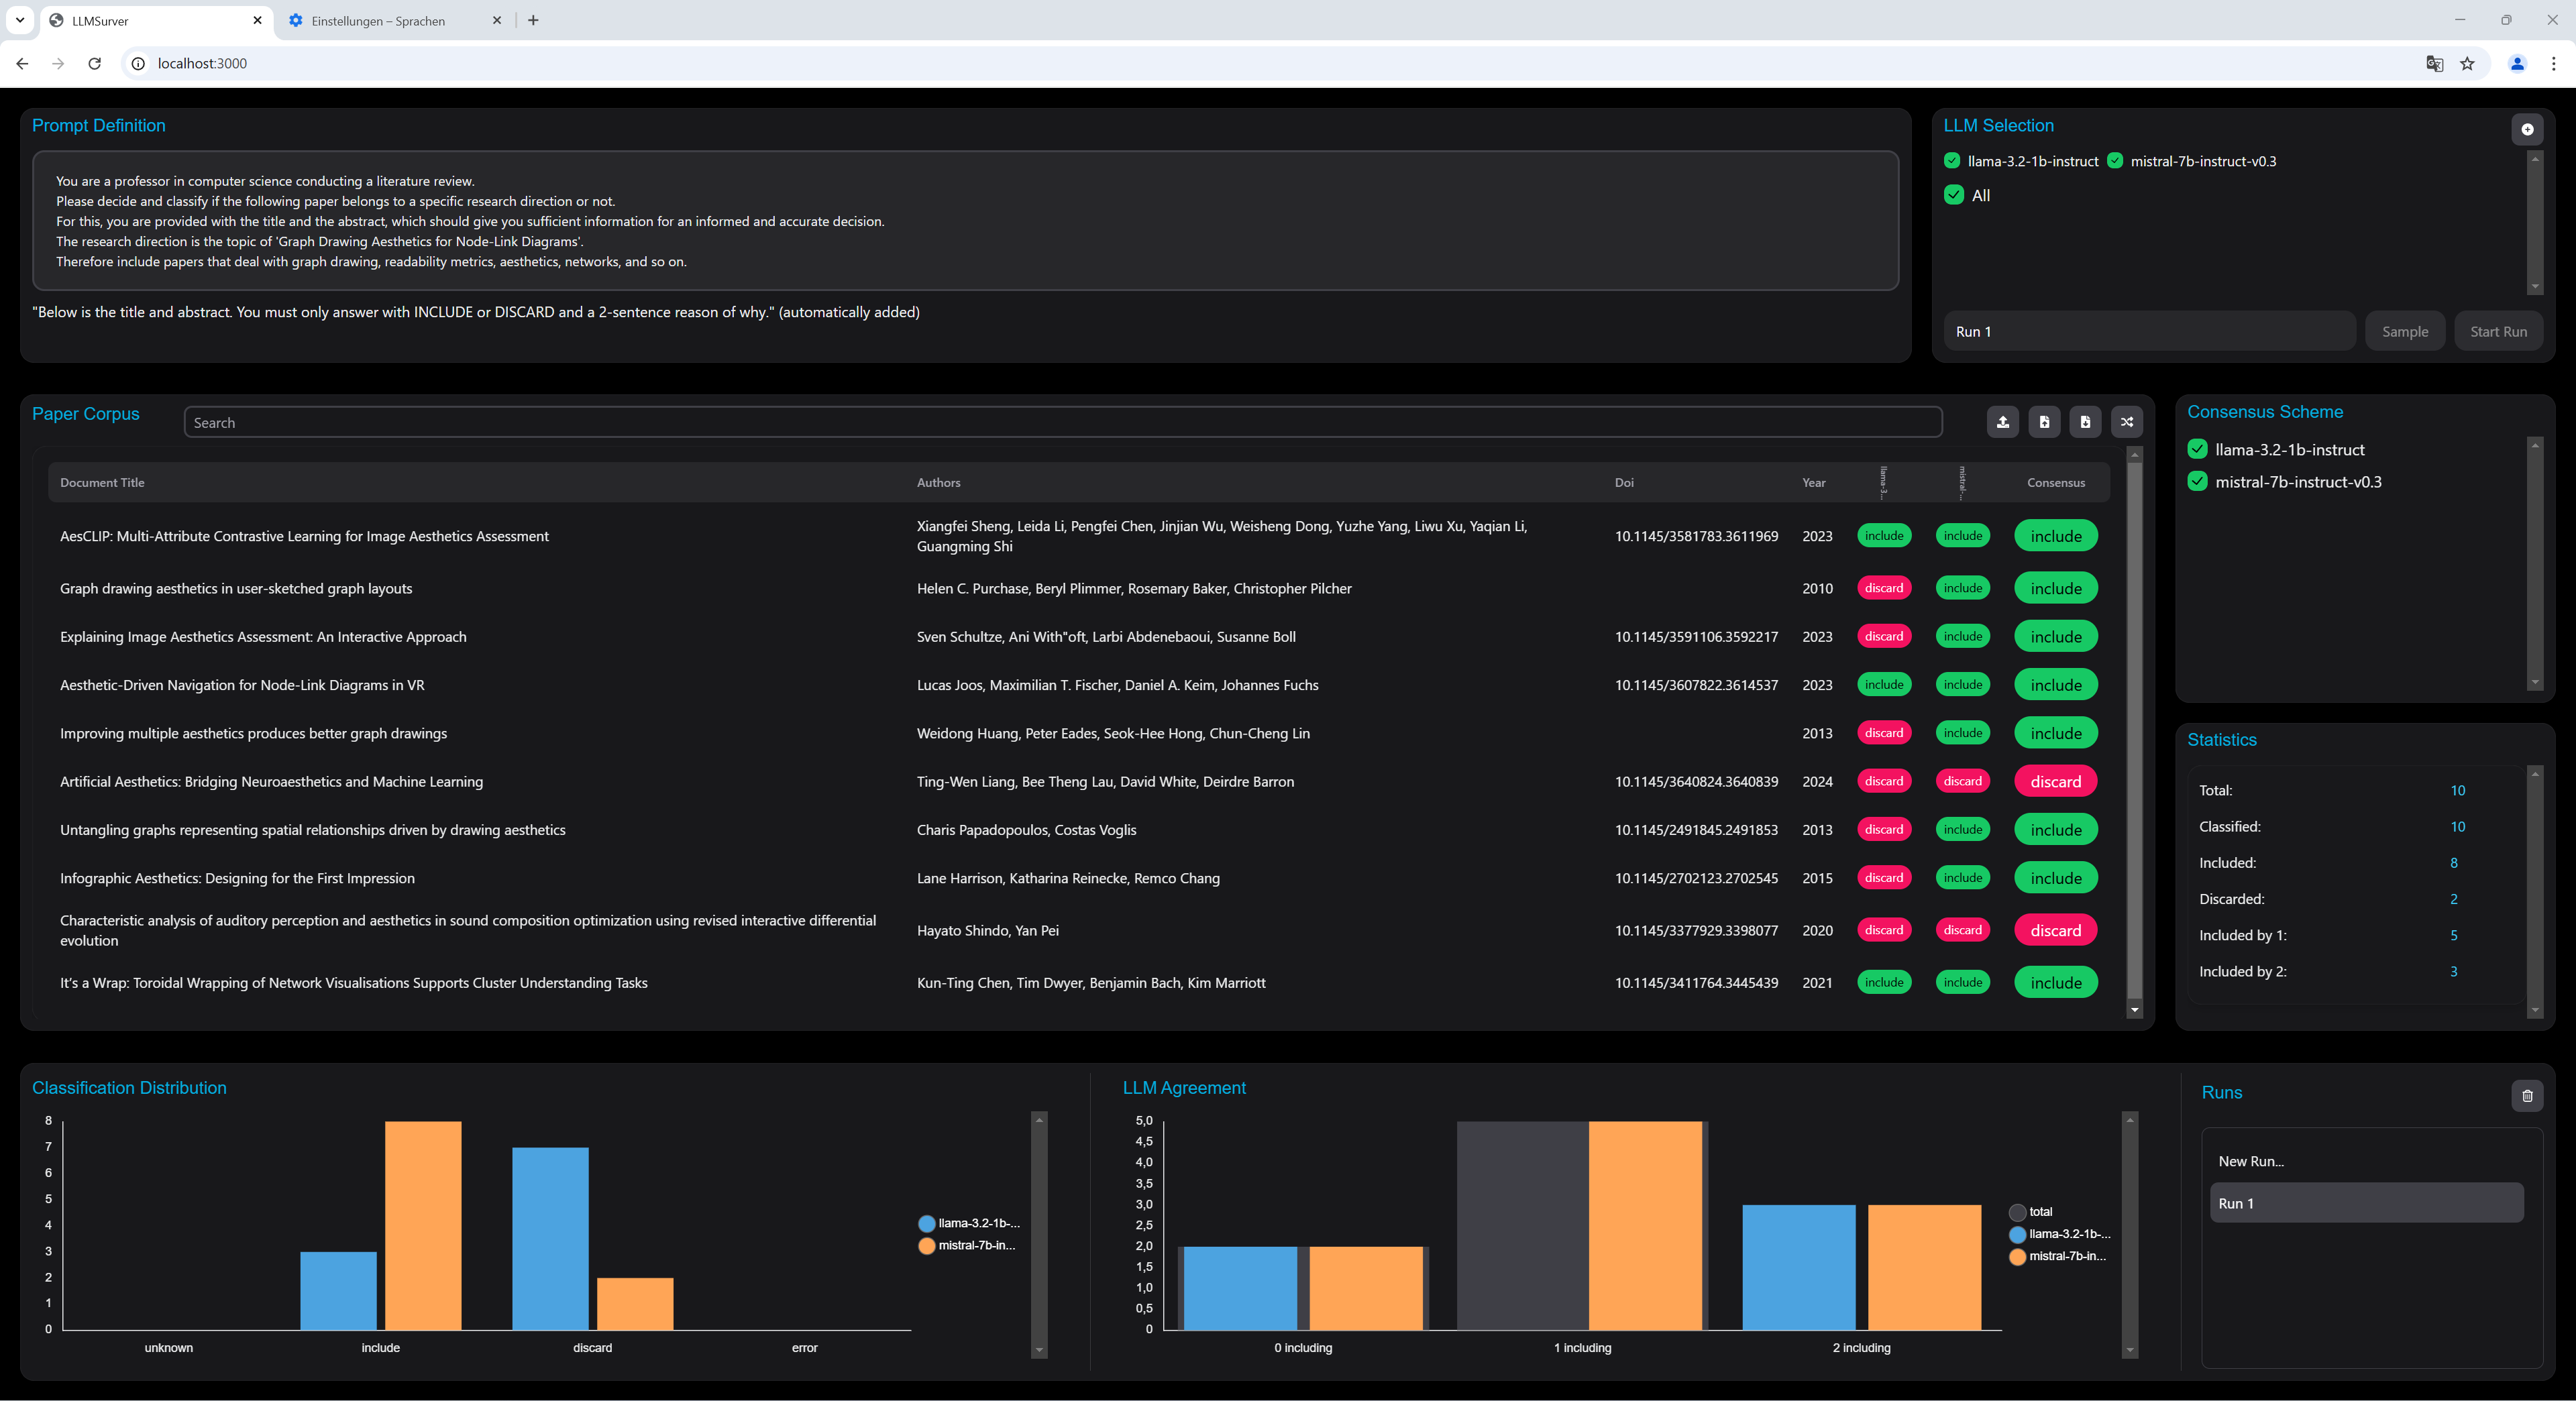 LLMSurver
Einstellungen – Sprachen
localhost:3000
Prompt Definition
You are a professor in computer science conducting a literature review.
Please decide and classify if the following paper belongs to a specific research direction or not.
For this, you are provided with the title and the abstract, which should give you sufficient information for an informed and accurate decision.
The research direction is the topic of 'Graph Drawing Aesthetics for Node-Link Diagrams'.
Therefore include papers that deal with graph drawing, readability metrics, aesthetics, networks, and so on.
"Below is the title and abstract. You must only answer with INCLUDE or DISCARD and a 2-sentence reason of why." (automatically added)
LLM Selection
llama-3.2-1b-instruct mistral-7b-instruct-v0.3
All
Run 1 Sample Start Run
Paper Corpus Search
Document Title Authors Doi Year llama-3... mistral-... Consensus
AesCLIP: Multi-Attribute Contrastive Learning for Image Aesthetics Assessment Xiangfei Sheng, Leida Li, Pengfei Chen, Jinjian Wu, Weisheng Dong, Yuzhe Yang, Liwu Xu, Yaqian Li, 10.1145/3581783.3611969 2023 include include include
Guangming Shi
Graph drawing aesthetics in user-sketched graph layouts Helen C. Purchase, Beryl Plimmer, Rosemary Baker, Christopher Pilcher 2010 discard include include
Explaining Image Aesthetics Assessment: An Interactive Approach Sven Schultze, Ani With"oft, Larbi Abdenebaoui, Susanne Boll 10.1145/3591106.3592217 2023 discard include include
Aesthetic-Driven Navigation for Node-Link Diagrams in VR Lucas Joos, Maximilian T. Fischer, Daniel A. Keim, Johannes Fuchs 10.1145/3607822.3614537 2023 include include include
Improving multiple aesthetics produces better graph drawings Weidong Huang, Peter Eades, Seok-Hee Hong, Chun-Cheng Lin 2013 discard include include
Artificial Aesthetics: Bridging Neuroaesthetics and Machine Learning Ting-Wen Liang, Bee Theng Lau, David White, Deirdre Barron 10.1145/3640824.3640839 2024 discard discard discard
Untangling graphs representing spatial relationships driven by drawing aesthetics Charis Papadopoulos, Costas Voglis 10.1145/2491845.2491853 2013 discard include include
Infographic Aesthetics: Designing for the First Impression Lane Harrison, Katharina Reinecke, Remco Chang 10.1145/2702123.2702545 2015 discard include include
Characteristic analysis of auditory perception and aesthetics in sound composition optimization using revised interactive differential
evolution Hayato Shindo, Yan Pei 10.1145/3377929.3398077 2020 discard discard discard
It's a Wrap: Toroidal Wrapping of Network Visualisations Supports Cluster Understanding Tasks Kun-Ting Chen, Tim Dwyer, Benjamin Bach, Kim Marriott 10.1145/3411764.3445439 2021 include include include
Consensus Scheme
llama-3.2-1b-instruct
mistral-7b-instruct-v0.3
Statistics
Total: 10
Classified: 10
Included: 8
Discarded: 2
Included by 1: 5
Included by 2: 3
Classification Distribution
8
7
6
5
4
3
2
1
0
unknown include discard error
llama-3.2-1b-...
mistral-7b-in...
LLM Agreement
5,0
4,5
4,0
3,5
3,0
2,5
2,0
1,5
1,0
0,5
0
0 including 1 including 2 including
total
llama-3.2-1b-...
mistral-7b-in...
Runs
New Run...
Run 1